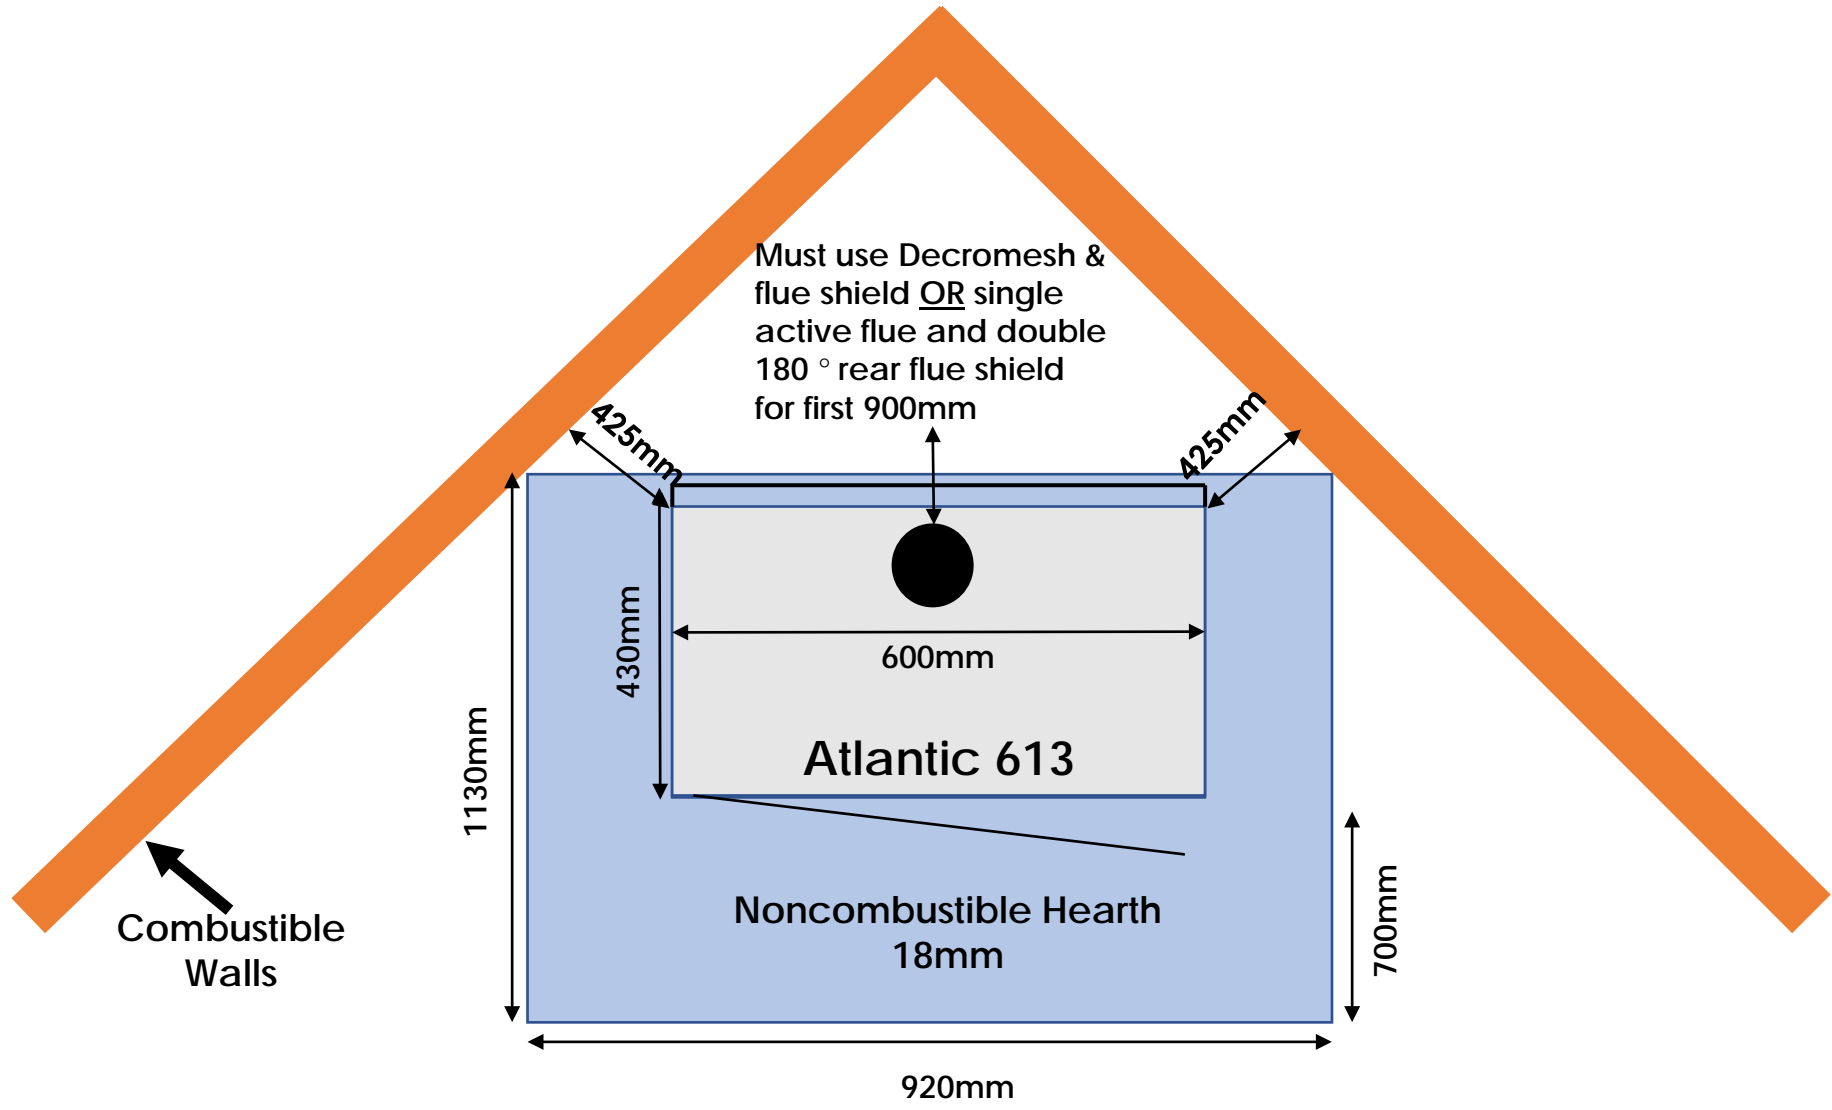 Must use Decromesh &
flue shield OR single
active flue and double
180 ° rear flue shield
for first 900mm
425mm
425mm
430mm
600mm
1130mm
Atlantic 613
Noncombustible Hearth
18mm
700mm
Combustible
Walls
920mm